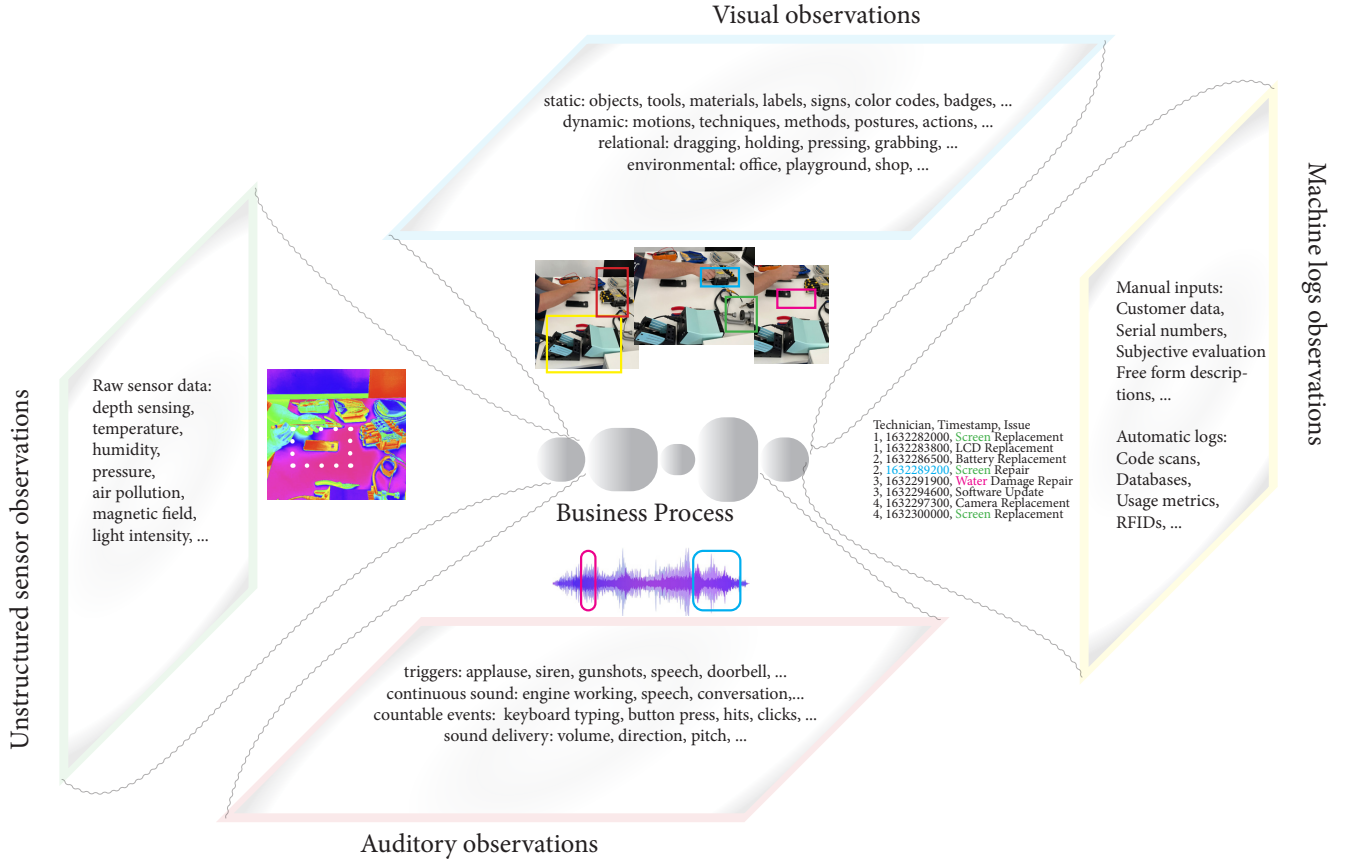 Visual observations
static: objects, tools, materials, labels, signs, color codes, badges, ...
dynamic: motions, techniques, methods, postures, actions, ...
relational: dragging, holding, pressing, grabbing, ...
environmental: office, playground, shop, ...
Machine logs observations
Manual inputs:
Customer data,
Serial numbers,
Subjective evaluation
Free form descrip-
tions, ...
Automatic logs:
Code scans,
Databases,
Usage metrics,
RFIDs, ...
Unstructured sensor observations
Raw sensor data:
depth sensing,
temperature,
humidity,
pressure,
air pollution,
magnetic field,
light intensity, ...
Technician, Timestamp, Issue
1, 1632282000, Screen Replacement
1, 1632283800, LCD Replacement
2, 1632286500, Battery Replacement
2, 1632289200, Screen Repair
3, 1632291900, Water Damage Repair
3, 1632294600, Software Update
4, 1632297300, Camera Replacement
4, 1632300000, Screen Replacement
Business Process
triggers: applause, siren, gunshots, speech, doorbell, ...
continuous sound: engine working, speech, conversation,...
countable events:  keyboard typing, button press, hits, clicks, ...
sound delivery: volume, direction, pitch, ...
Auditory observations